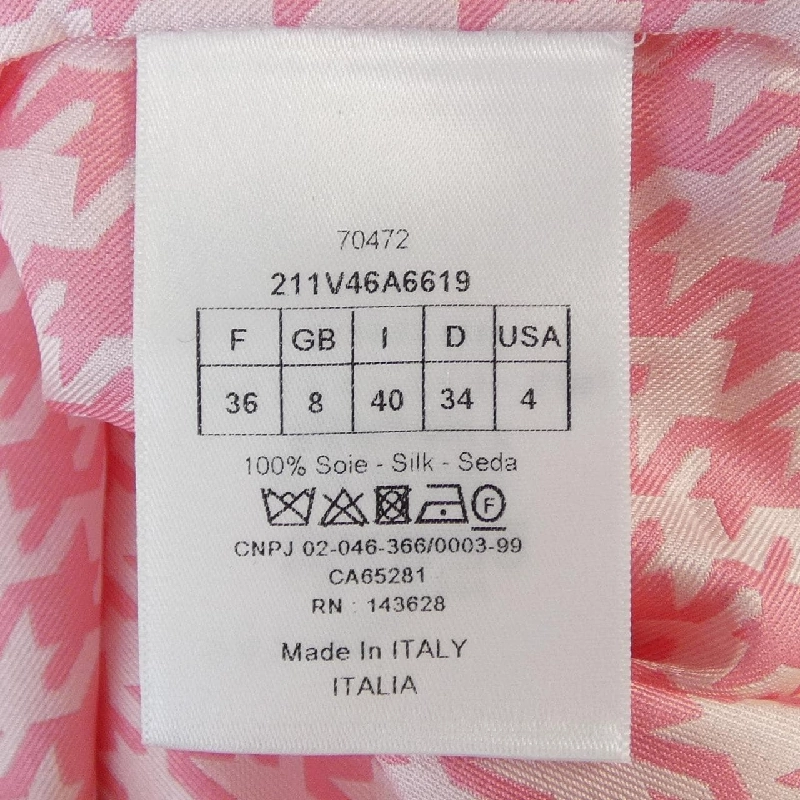 70472
211V46A6619
F GB I D USA
36 8 40 34 4
100% Soie - Silk - Seda
F
CNPJ 02-046-366/0003-99
CA65281
RN : 143628
Made In ITALY
ITALIA